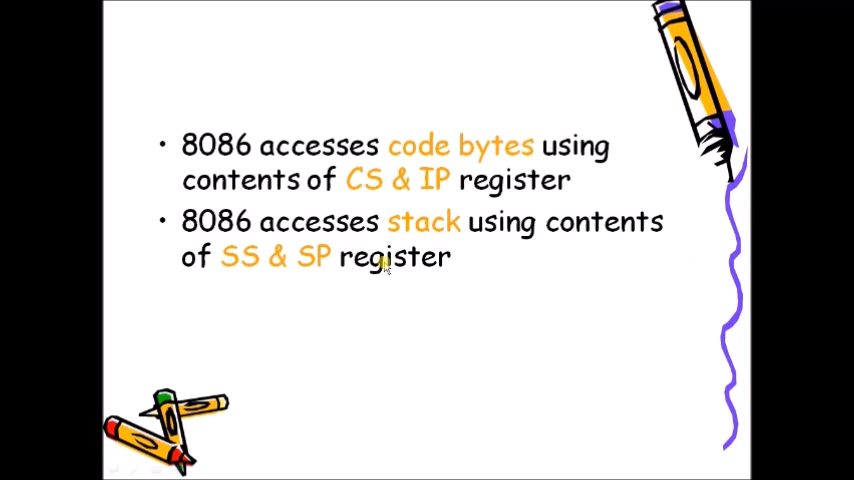 • 8086 accesses code bytes using
contents of CS & IP register
• 8086 accesses stack using contents
of SS & SP register